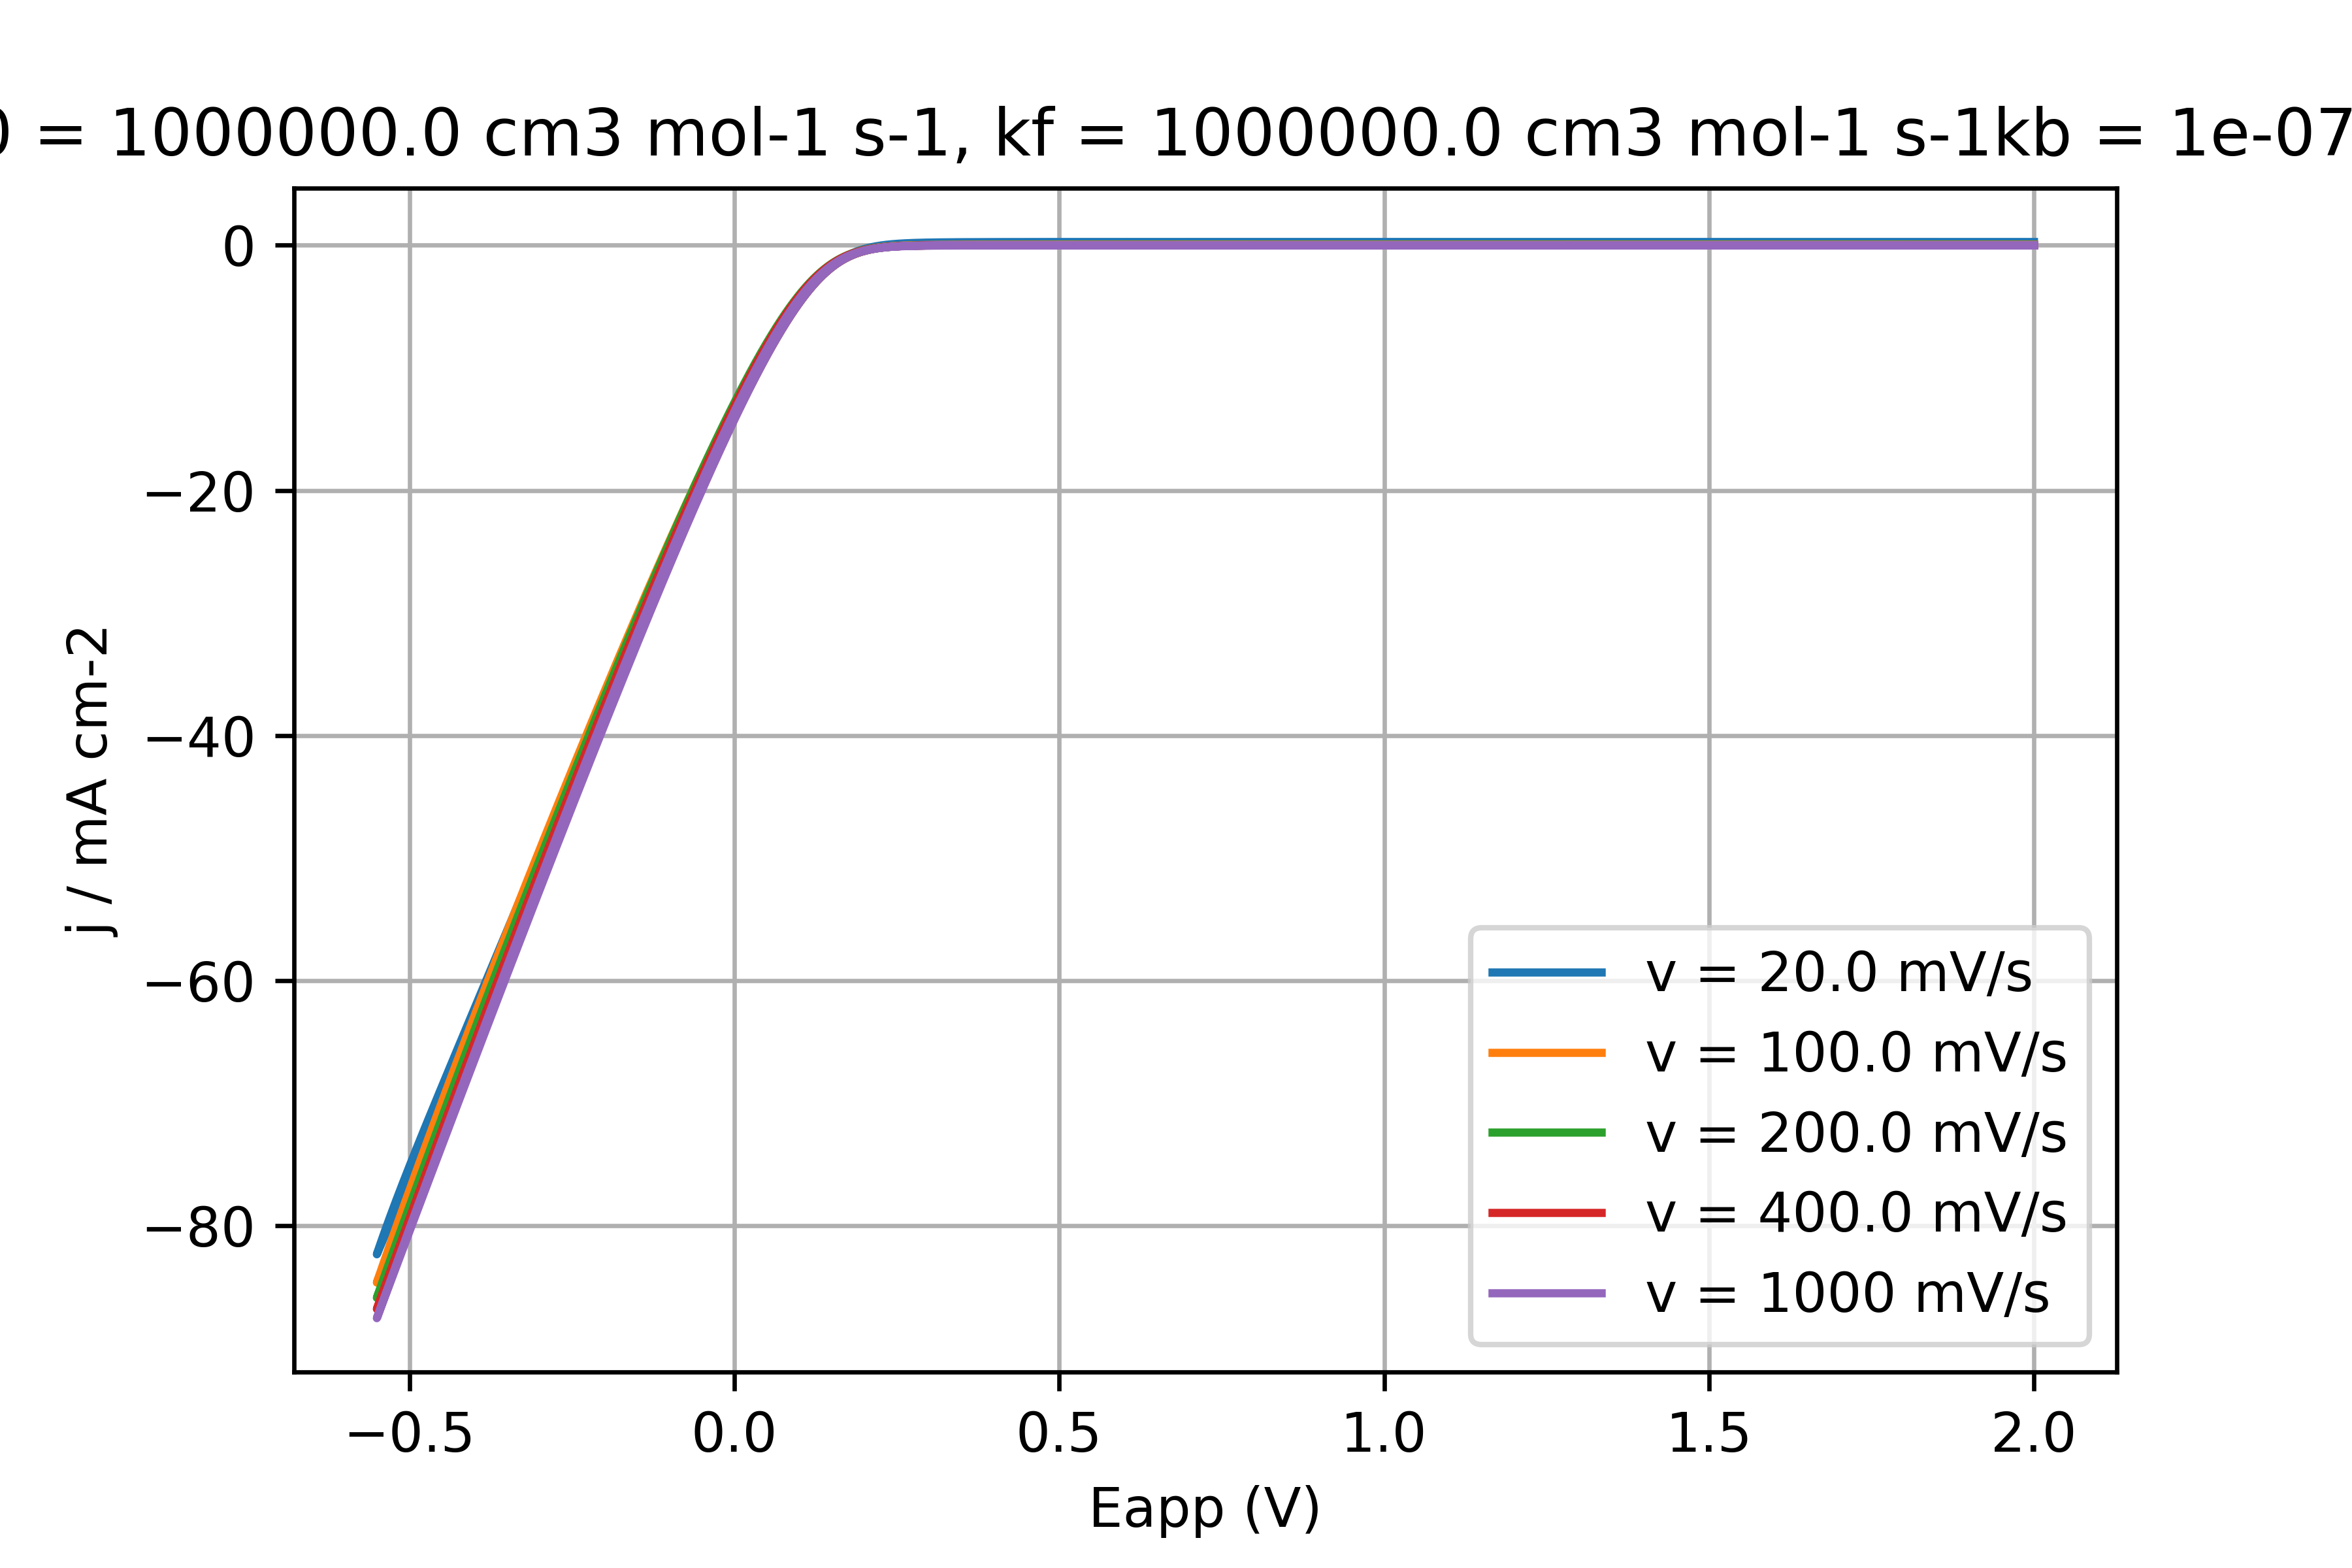 0 = 1000000.0 cm3 mol-1 s-1, kf = 1000000.0 cm3 mol-1 s-1kb = 1e-07
0
−20
−40
−60
−80
j / mA cm-2
v = 20.0 mV/s
v = 100.0 mV/s
v = 200.0 mV/s
v = 400.0 mV/s
v = 1000 mV/s
−0.5 0.0 0.5 1.0 1.5 2.0
Eapp (V)